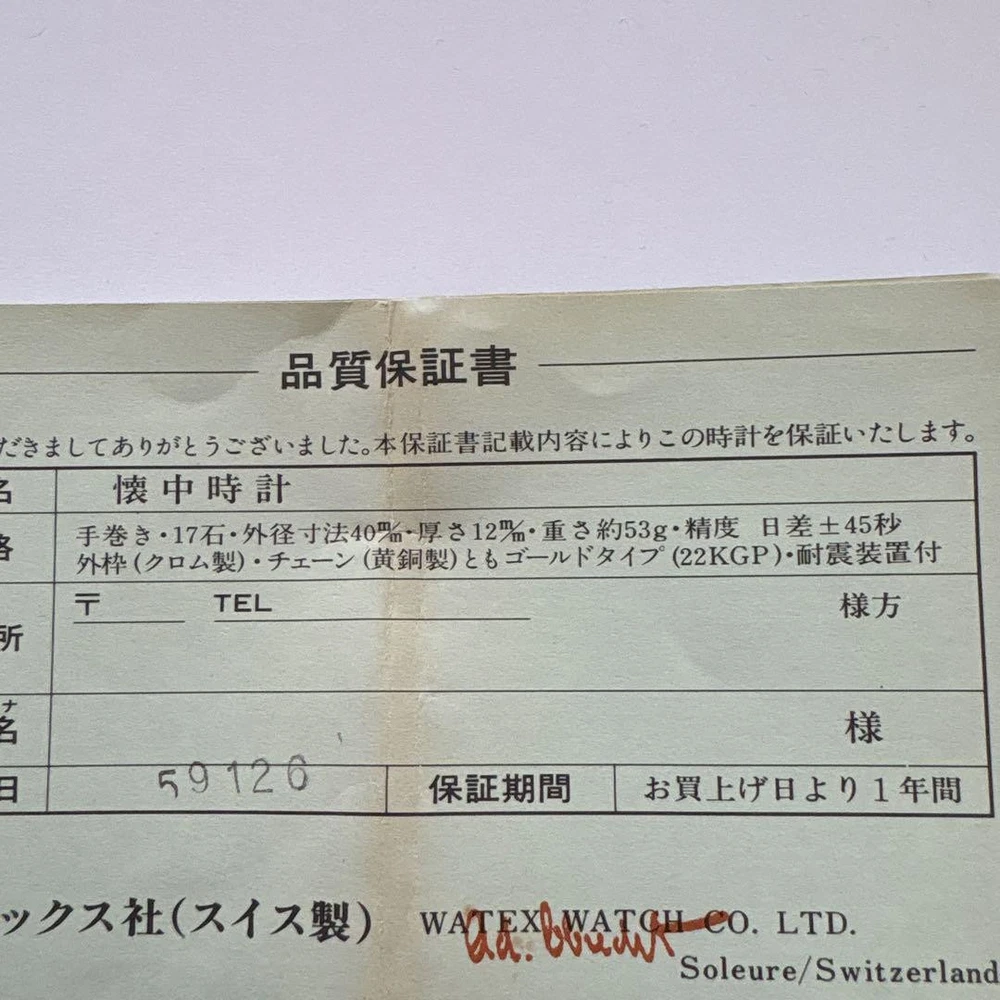 品質保証書
だきましてありがとうございました。本保証書記載内容によりこの時計を保証いたします。
名 懐中時計
手巻き・17石・外径寸法40m/m・厚さ12m/m・重さ約53g・精度 日差±45秒
格 外枠(クロム製)・チェーン(黄銅製)ともゴールドタイプ(22KGP)・耐震装置付
〒 TEL 様方
所
ナ
名 様
日 59126 保証期間 お買上げ日より1年間
ックス社(スイス製) WATEX WATCH CO. LTD.
Soleure/Switzerland